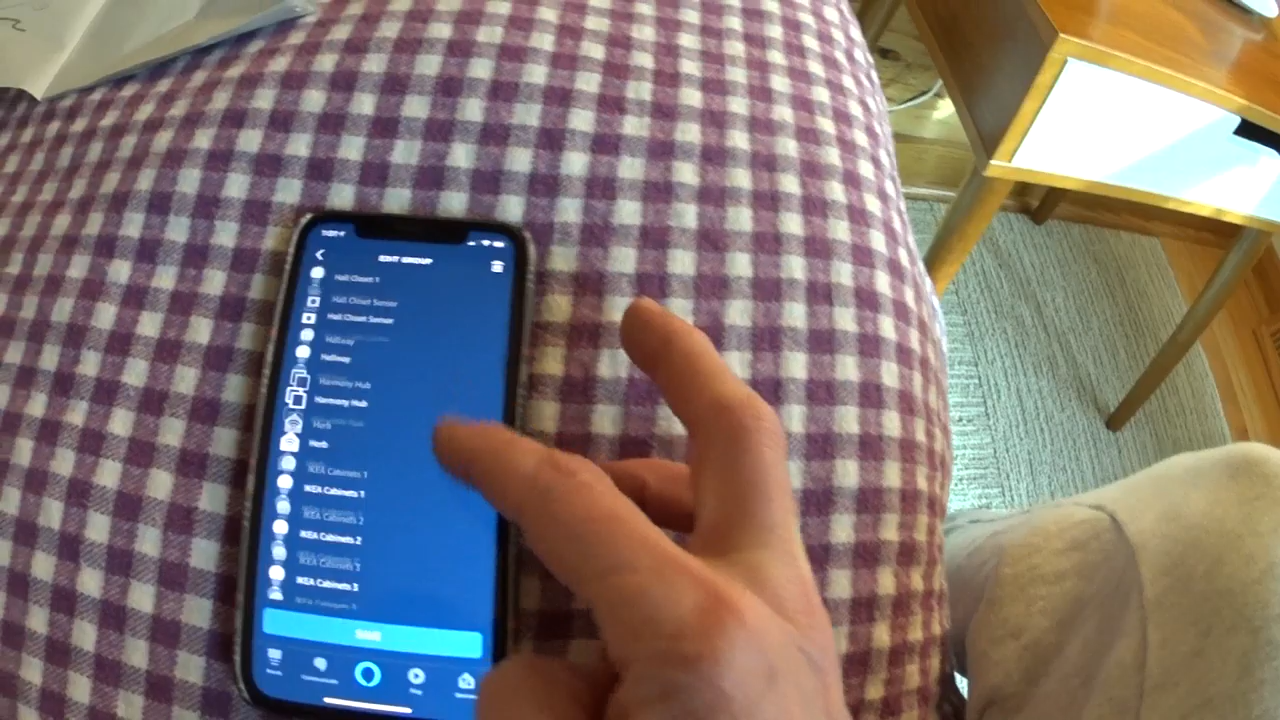 EDIT GROUP
Hall Closet 1
Hall Closet Sensor
Hall Closet Sensor
Hallway
Hallway
Harmony Hub
Harmony Hub
Herb
Herb
IKEA Cabinets 1
IKEA Cabinets 1
IKEA Cabinets 2
IKEA Cabinets 2
IKEA Cabinets 3
IKEA Cabinets 3
Save